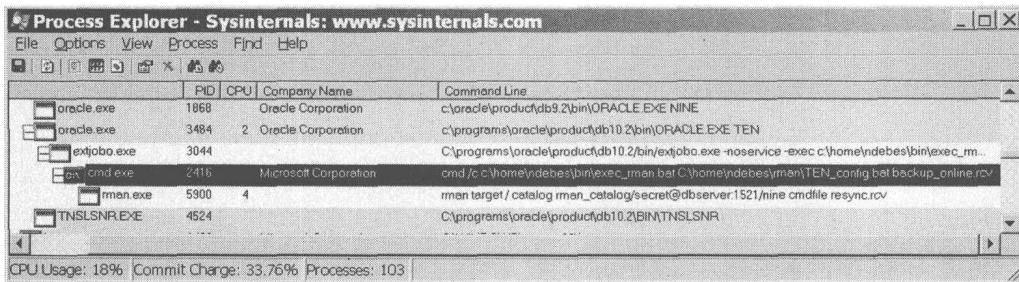 Process Explorer - Sysinternals: www.sysinternals.com
File Options View Process Find Help
PID CPU Company Name Command Line
oracle.exe 1868 Oracle Corporation c:\oracle\product\db9.2\bin\ORACLE.EXE NINE
oracle.exe 3484 2 Oracle Corporation c:\programs\oracle\product\db10.2\bin\ORACLE.EXE TEN
extjobo.exe 3044 C:\programs\oracle\product\db10.2/bin/extjobo.exe -noservice -exec c:\home\ndebes\bin\exec_rm...
cmd.exe 2416 Microsoft Corporation cmd /c c:\home\ndebes\bin\exec_rman.bat C:\home\ndebes\rman\TEN_config.bat backup_online.rcv
rman.exe 5900 4 rman target / catalog rman_catalog/secret@dbserver:1521/nine cmdfile resync.rcv
TNSLSNR.EXE 4524 C:\programs\oracle\product\db10.2\BIN\TNSLSNR
CPU Usage: 18% Commit Charge: 33.76% Processes: 103